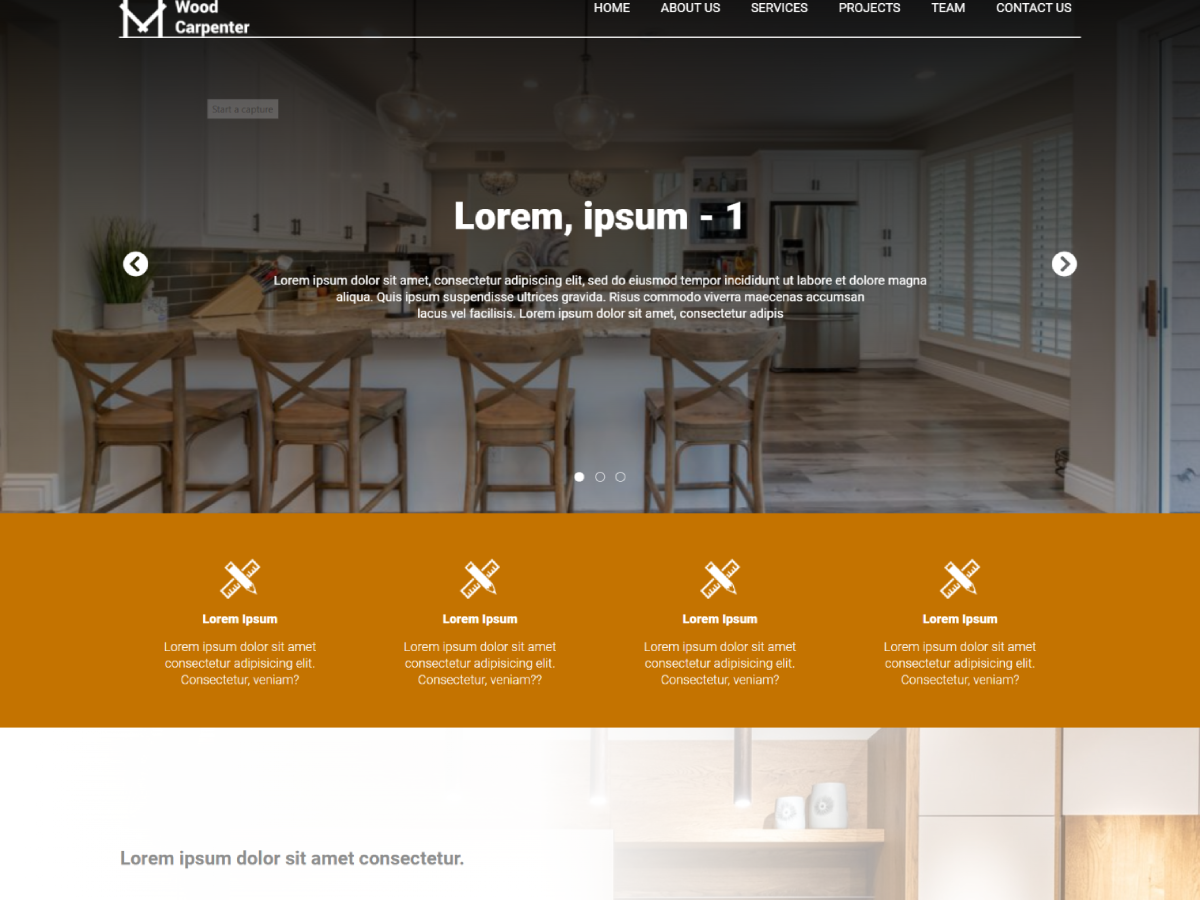 Wood
Carpenter
HOME ABOUT US SERVICES PROJECTS TEAM CONTACT US
Start a capture
Lorem, ipsum - 1
Lorem ipsum dolor sit amet, consectetur adipiscing elit, sed do eiusmod tempor incididunt ut labore et dolore magna
aliqua. Quis ipsum suspendisse ultrices gravida. Risus commodo viverra maecenas accumsan
lacus vel facilisis. Lorem ipsum dolor sit amet, consectetur adipis
Lorem Ipsum
Lorem ipsum dolor sit amet
consectetur adipisicing elit.
Consectetur, veniam?
Lorem Ipsum
Lorem ipsum dolor sit amet
consectetur adipisicing elit.
Consectetur, veniam??
Lorem Ipsum
Lorem ipsum dolor sit amet
consectetur adipisicing elit.
Consectetur, veniam?
Lorem Ipsum
Lorem ipsum dolor sit amet
consectetur adipisicing elit.
Consectetur, veniam?
Lorem ipsum dolor sit amet consectetur.